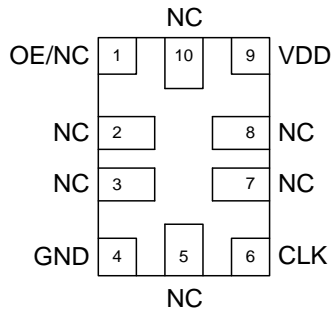 NC
OE/NC 1 10 9 VDD
NC 2 8 NC
NC 3 7 NC
GND 4 5 6 CLK
NC